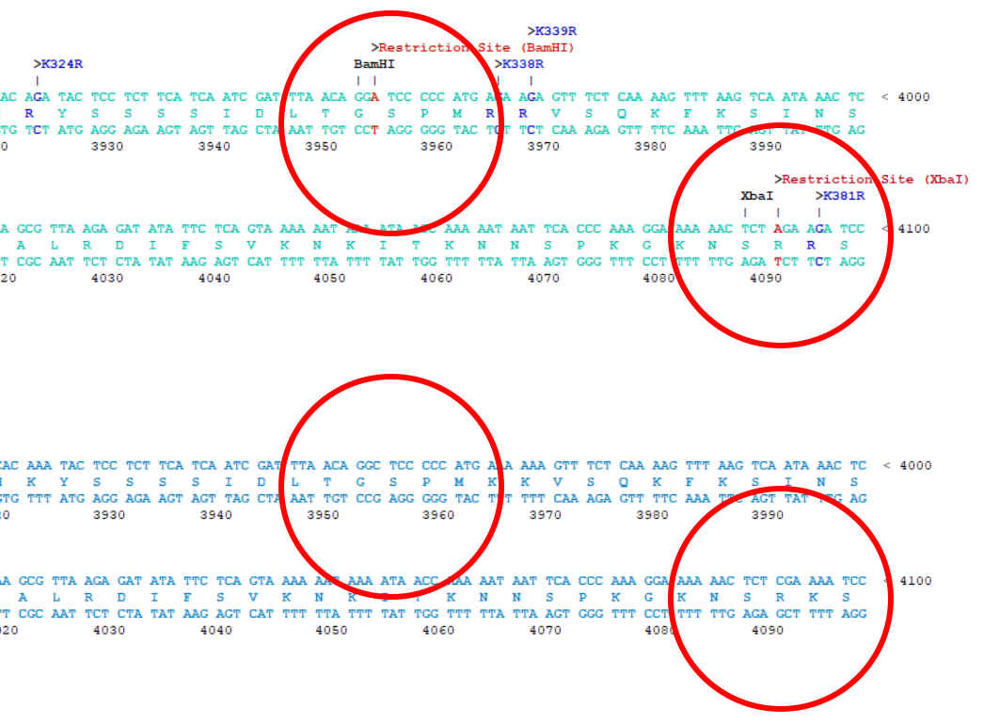 >K339R
>Restriction Site (BamHI)
>K324R BamHI >K338R
AC AGA TAC TCC TCT TCA TCA ATC GAT TTA ACA GGA TCC CCC ATG AGA AGA GTT TCT CAA AAG TTT AAG TCA ATA AAC TC < 4000
R Y S S S S I D L T G S P M R R V S Q K F K S I N S
TG TCT ATG AGG AGA AGT AGT TAG CTA AAT TGT CCT AGG GGG TAC TCT TCT CAA AGA GTT TTC AAA TTC AGT TAT TTG AG
0 3930 3940 3950 3960 3970 3980 3990
>Restriction Site (XbaI)
XbaI >K381R
A GCG TTA AGA GAT ATA TTC TCA GTA AAA AAT AAA ATA ACC AAA AAT AAT TCA CCC AAA GGA AAA AAC TCT AGA AGA TCC < 4100
A L R D I F S V K N K I T K N N S P K G K N S R R S
T CGC AAT TCT CTA TAT AAG AGT CAT TTT TTA TTT TAT TGG TTT TTA TTA AGT GGG TTT CCT TTT TTG AGA TCT TCT AGG
20 4030 4040 4050 4060 4070 4080 4090
CAC AAA TAC TCC TCT TCA TCA ATC GAT TTA ACA GGC TCC CCC ATG AAA AAA GTT TCT CAA AAG TTT AAG TCA ATA AAC TC < 4000
K Y S S S S I D L T G S P M K K V S Q K F K S I N S
GTG TTT ATG AGG AGA AGT AGT TAG CTA AAT TGT CCG AGG GGG TAC TTT TTT CAA AGA GTT TTC AAA TTC AGT TAT TTG AG
0 3930 3940 3950 3960 3970 3980 3990
AA GCG TTA AGA GAT ATA TTC TCA GTA AAA AAT AAA ATA ACC AAA AAT AAT TCA CCC AAA GGA AAA AAC TCT CGA AAA TCC 4100
A L R D I F S V K N K T K N N S P K G K N S R K S
T CGC AAT TCT CTA TAT AAG AGT CAT TTT TTA TTT TAT TGG TTT TTA TTA AGT GGG TTT CCT TTT TTG AGA GCT TTT AGG
20 4030 4040 4050 4060 4070 4080 4090